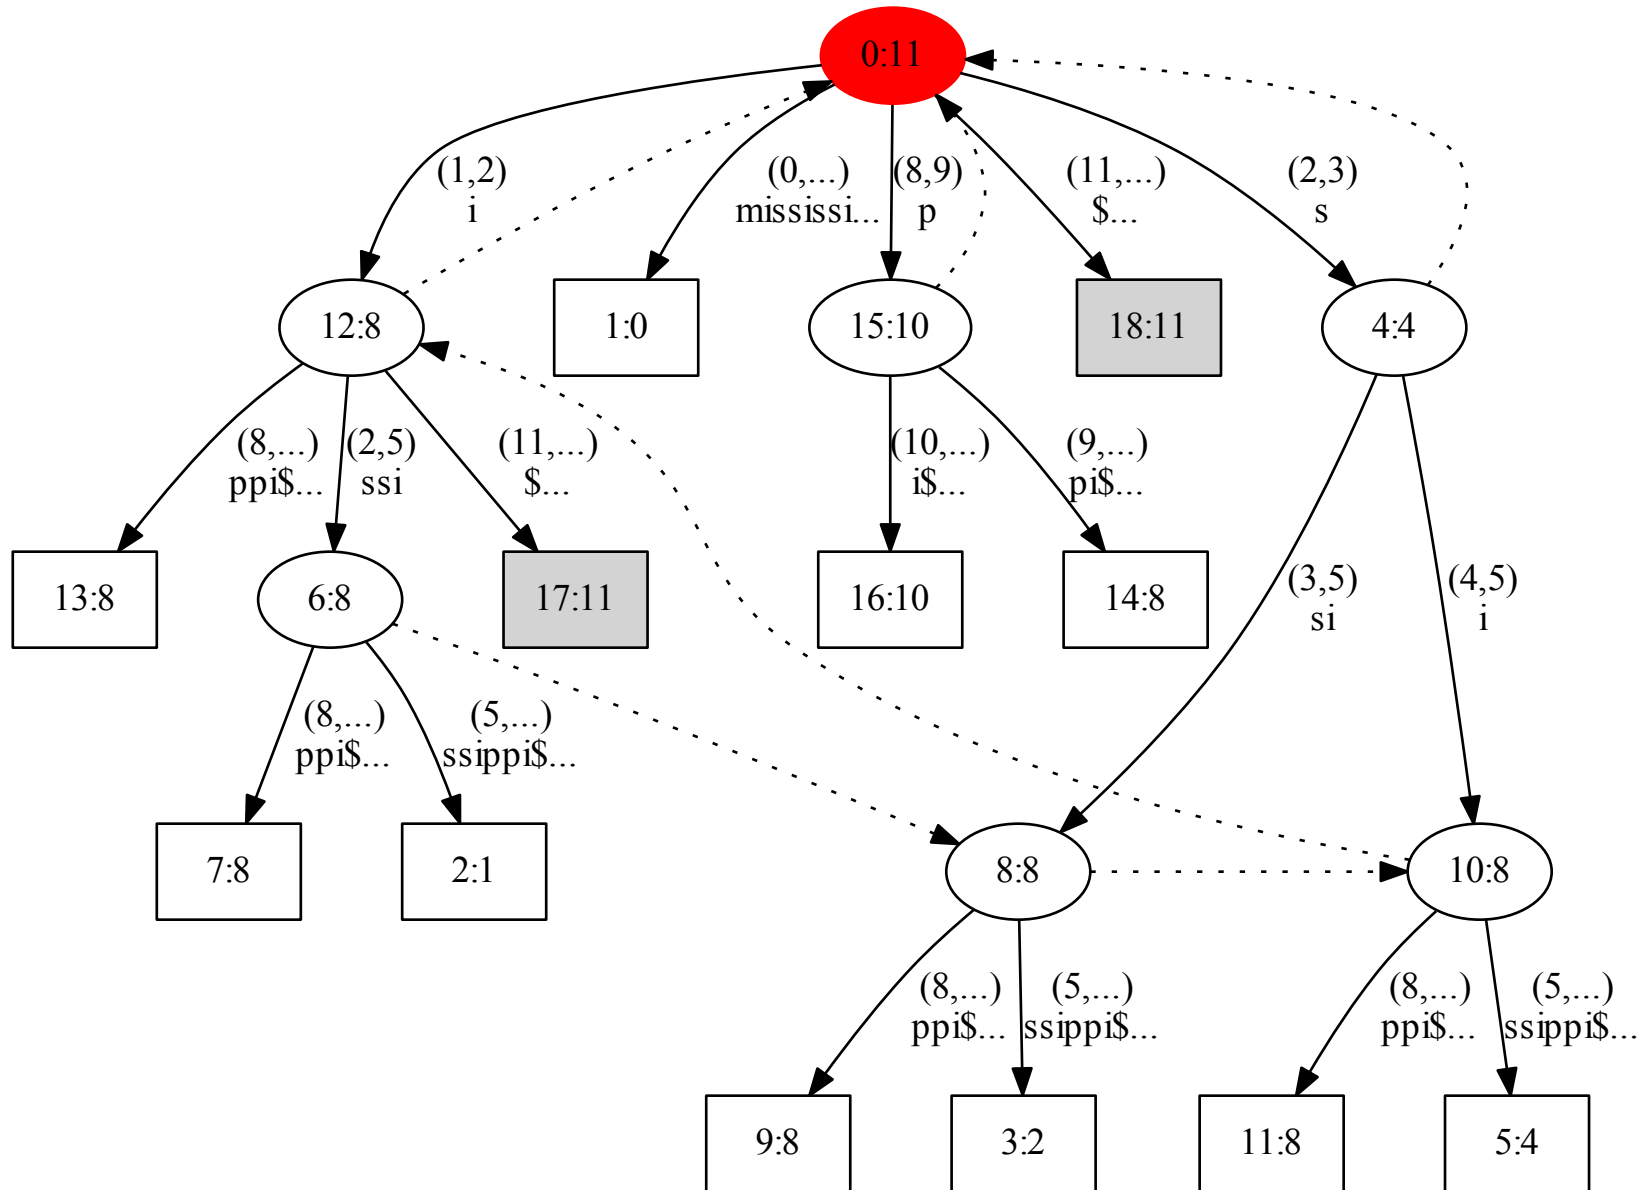 0:11
(1,2)
i
(0,...)
mississi...
(8,9)
p
(11,...)
$...
(2,3)
s
12:8
1:0
15:10
18:11
4:4
(8,...)
ppi$...
(2,5)
ssi
(11,...)
$...
(10,...)
i$...
(9,...)
pi$...
13:8
6:8
17:11
16:10
14:8
(3,5)
si
(4,5)
i
(8,...)
ppi$...
(5,...)
ssippi$...
7:8
2:1
8:8
10:8
(8,...)
ppi$...
(5,...)
ssippi$...
(8,...)
ppi$...
(5,...)
ssippi$...
9:8
3:2
11:8
5:4